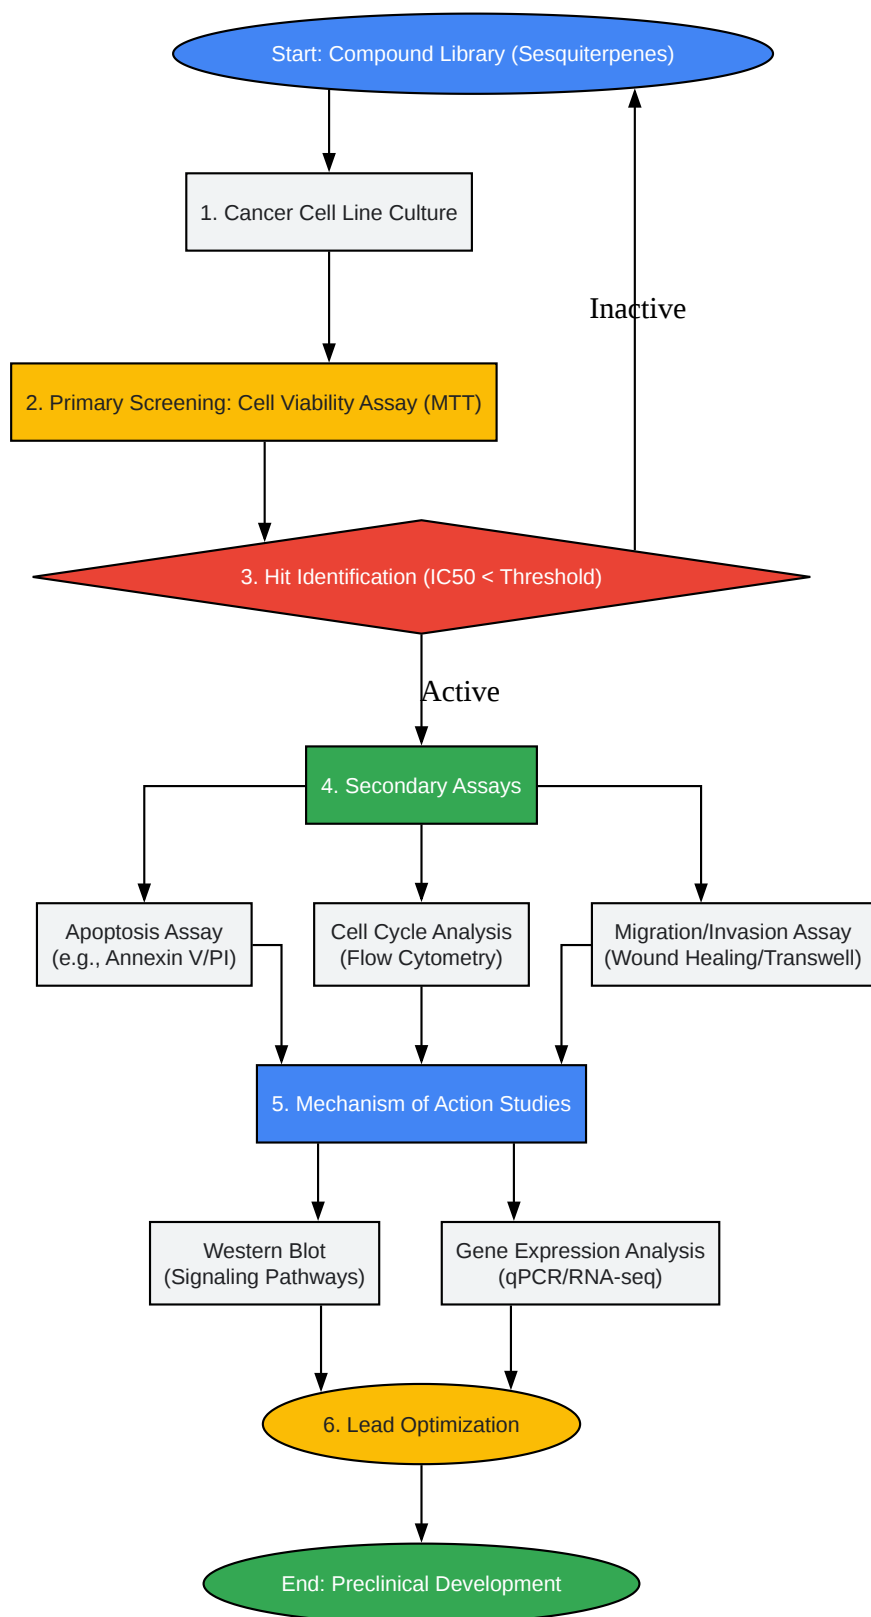 Start: Compound Library (Sesquiterpenes)
1. Cancer Cell Line Culture
Inactive
2. Primary Screening: Cell Viability Assay (MTT)
3. Hit Identification (IC50 < Threshold)
Active
4. Secondary Assays
Apoptosis Assay
(e.g., Annexin V/PI)
Cell Cycle Analysis
(Flow Cytometry)
Migration/Invasion Assay
(Wound Healing/Transwell)
5. Mechanism of Action Studies
Western Blot
(Signaling Pathways)
Gene Expression Analysis
(qPCR/RNA-seq)
6. Lead Optimization
End: Preclinical Development